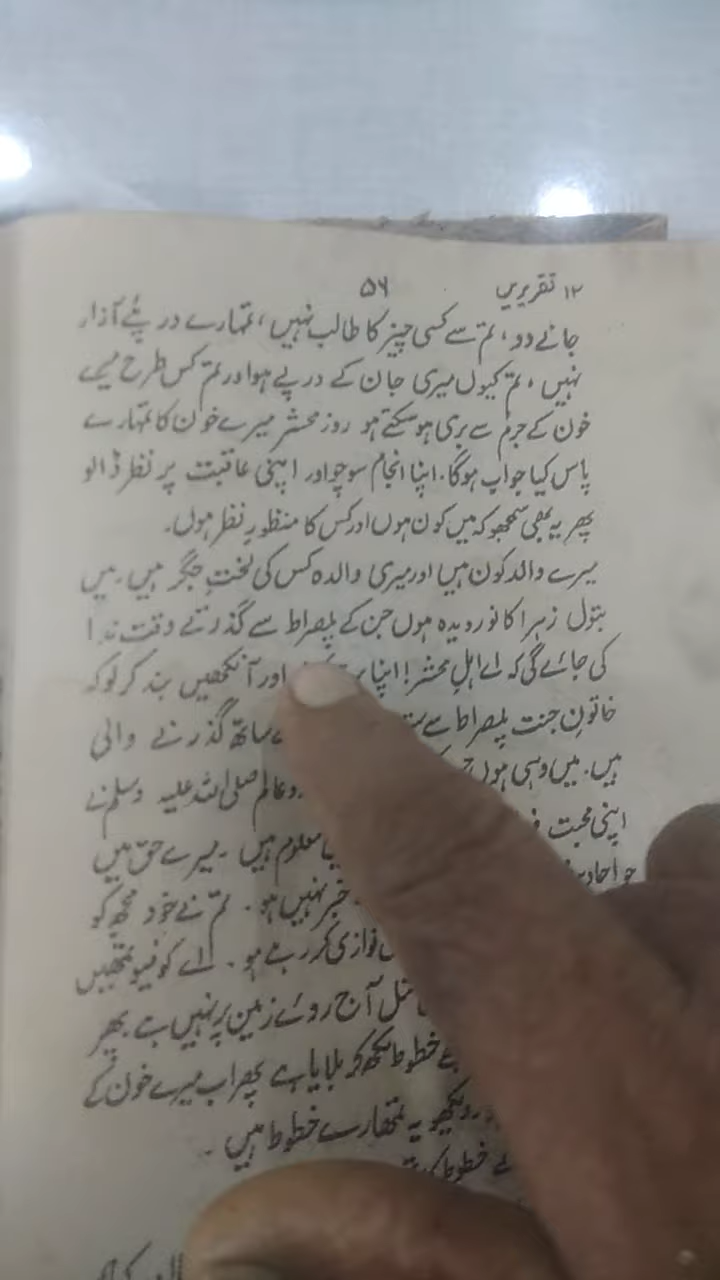 ۱۲ تقریریں ۵۶
جانے دو، تم سے کسی چیز کا طالب نہیں، تمہارے درپئے آزار
نہیں، تم کیوں میری جان کے درپے ہو اور تم کس طرح میرے
خون کے جرم سے بری ہو سکتے ہو روز محشر میرے خون کا تمہارے
پاس کیا جواب ہوگا۔ اپنا انجام سوچو اور اپنی عاقبت پر نظر ڈالو
پھر یہ بھی سمجھو کہ میں کون ہوں اور کس کا منظورِ نظر ہوں۔
میرے والد کون ہیں اور میری والدہ کس کی لخت جگر ہیں۔ میں
بتول زہرا کا نور دیدہ ہوں جن کے پلصراط سے گذرتے وقت ندا
کی جائے گی کہ اے اہلِ محشر! اپنا اور آنکھیں بند کر لو کہ
خاتونِ جنت پلصراط سے ساتھ گذرنے والی
ہیں۔ میں وہی ہوں عالم صلی اللہ علیہ وسلم نے
اپنی محبت معلوم ہیں۔ میرے حق میں
جو خبر نہیں ہو۔ تم نے خود مجھ کو
نوازی کر رہے ہو۔ اے کوفیو تمھیں
آج روئے زمین پر نہیں ہے پھر
خطوط لکھ کر بلایا ہے پھر اب میرے خون کے
دیکھو یہ تمھارے خطوط ہیں۔
خطوط